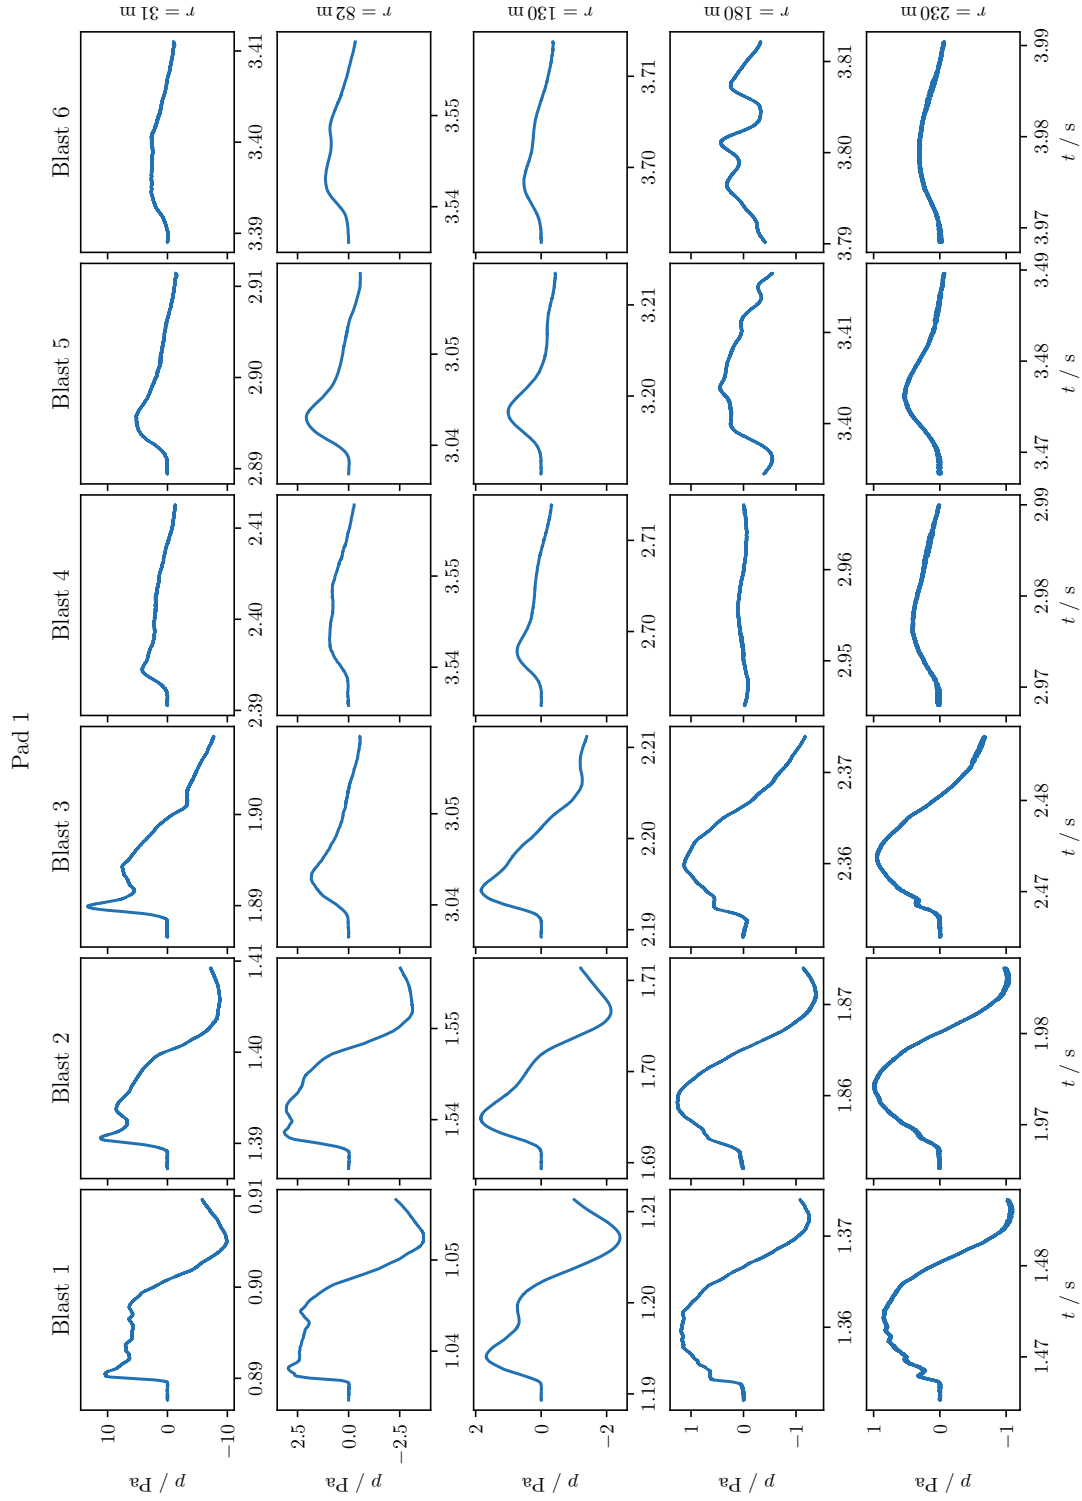 Pad 1
Blast 1 Blast 2 Blast 3 Blast 4 Blast 5 Blast 6
p / Pa
10
0
−10
r = 31 m
0.89 0.90 0.91 1.39 1.40 1.41 1.89 1.90 2.39 2.40 2.41 2.89 2.90 2.91 3.39 3.40 3.41
p / Pa
2.5
0.0
−2.5
r = 82 m
1.04 1.05 1.54 1.55 3.04 3.05 3.54 3.55 3.04 3.05 3.54 3.55
p / Pa
2
0
−2
r = 130 m
1.19 1.20 1.21 1.69 1.70 1.71 2.19 2.20 2.21 2.70 2.71 3.20 3.21 3.70 3.71
p / Pa
1
0
−1
r = 180 m
1.36 1.37 1.86 1.87 2.36 2.37 2.95 2.96 3.40 3.41 3.79 3.80 3.81
p / Pa
1
0
−1
r = 230 m
1.47 1.48 1.97 1.98 2.47 2.48 2.97 2.98 2.99 3.47 3.48 3.49 3.97 3.98 3.99
t / s t / s t / s t / s t / s t / s